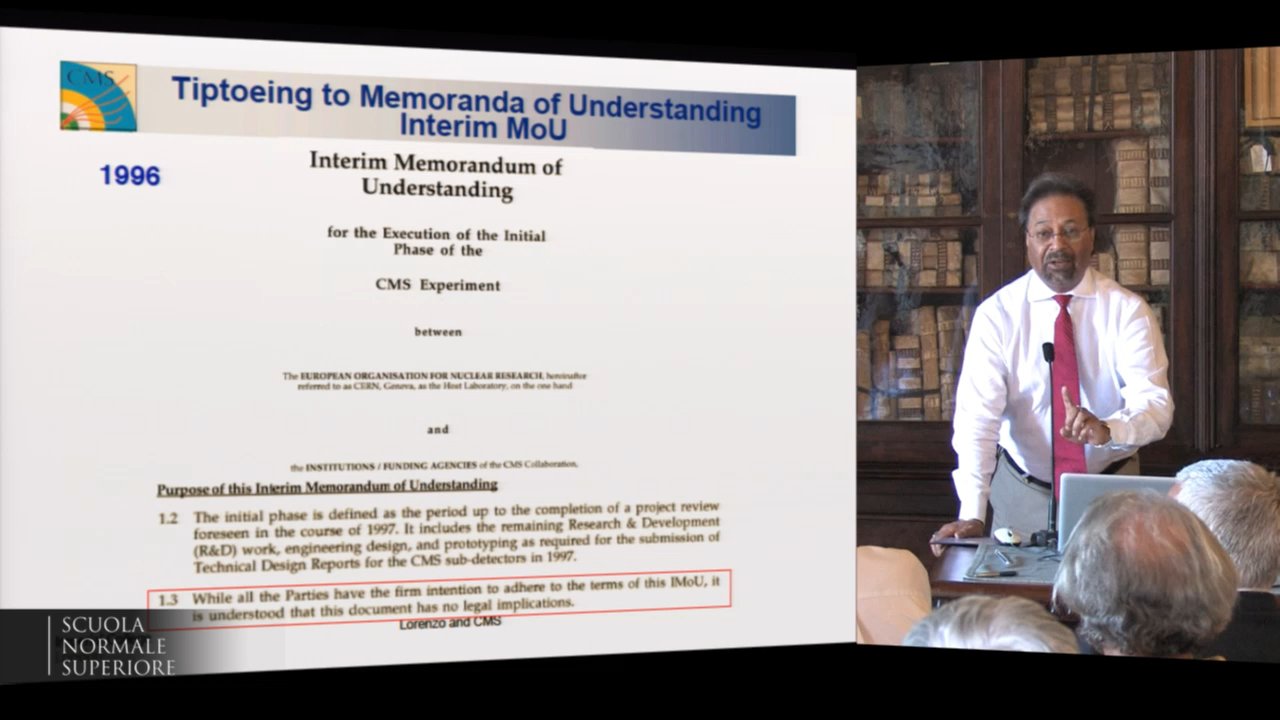 CMS
Tiptoeing to Memoranda of Understanding
Interim MoU
1996
Interim Memorandum of
Understanding
for the Execution of the Initial
Phase of the
CMS Experiment
between
The EUROPEAN ORGANISATION FOR NUCLEAR RESEARCH, hereinafter
referred to as CERN, Geneva, as the Host Laboratory, on the one hand
and
the INSTITUTIONS / FUNDING AGENCIES of the CMS Collaboration,
Purpose of this Interim Memorandum of Understanding
1.2 The initial phase is defined as the period up to the completion of a project review
foreseen in the course of 1997. It includes the remaining Research & Development
(R&D) work, engineering design, and prototyping as required for the submission of
Technical Design Reports for the CMS sub-detectors in 1997.
1.3 While all the Parties have the firm intention to adhere to the terms of this IMoU, it
is understood that this document has no legal implications.
Lorenzo and CMS
SCUOLA
NORMALE
SUPERIORE